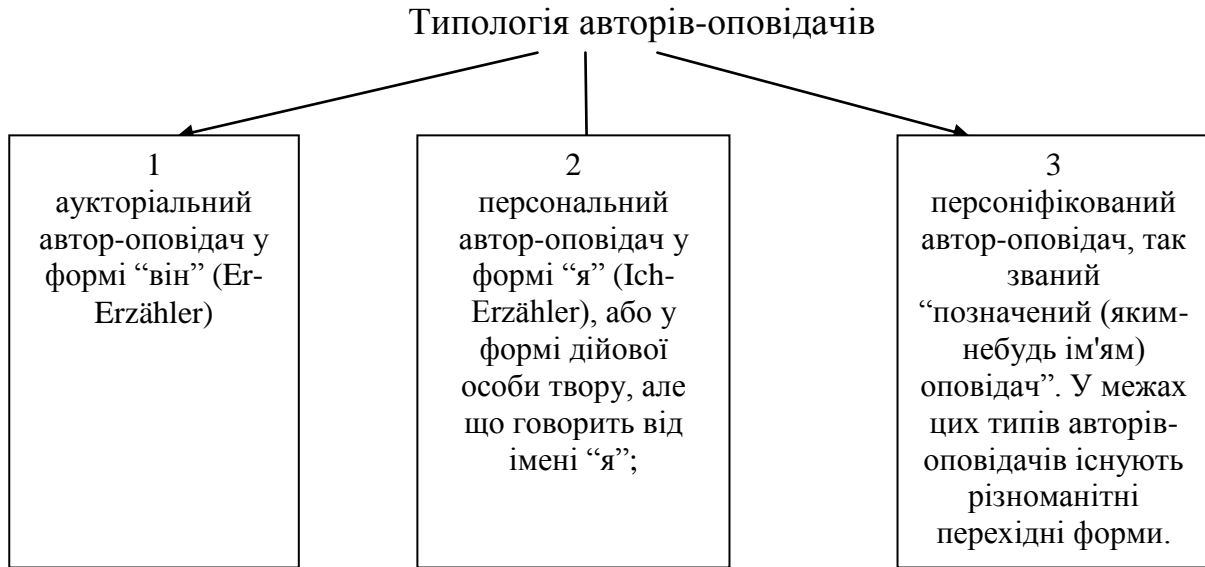 Типологія авторів-оповідачів
1
аукторіальний
автор-оповідач у
формі “він” (Er-
Erzähler)
2
персональний
автор-оповідач у
формі “я” (Ich-
Erzähler), або у
формі дійової
особи твору, але
що говорить від
імені “я”;
3
персоніфікований
автор-оповідач, так
званий
“позначений (яким-
небудь ім'ям)
оповідач”. У межах
цих типів авторів-
оповідачів існують
різноманітні
перехідні форми.